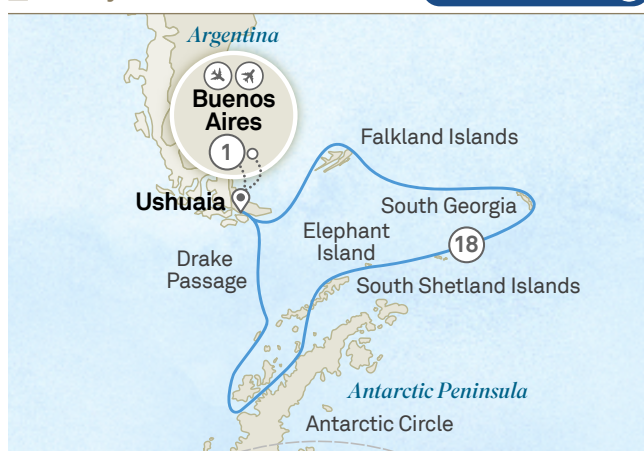 Argentina
Buenos
Aires
1
Ushuaia
Falkland Islands
South Georgia
Elephant
Island
18
Drake
Passage
South Shetland Islands
Antarctic Peninsula
Antarctic Circle